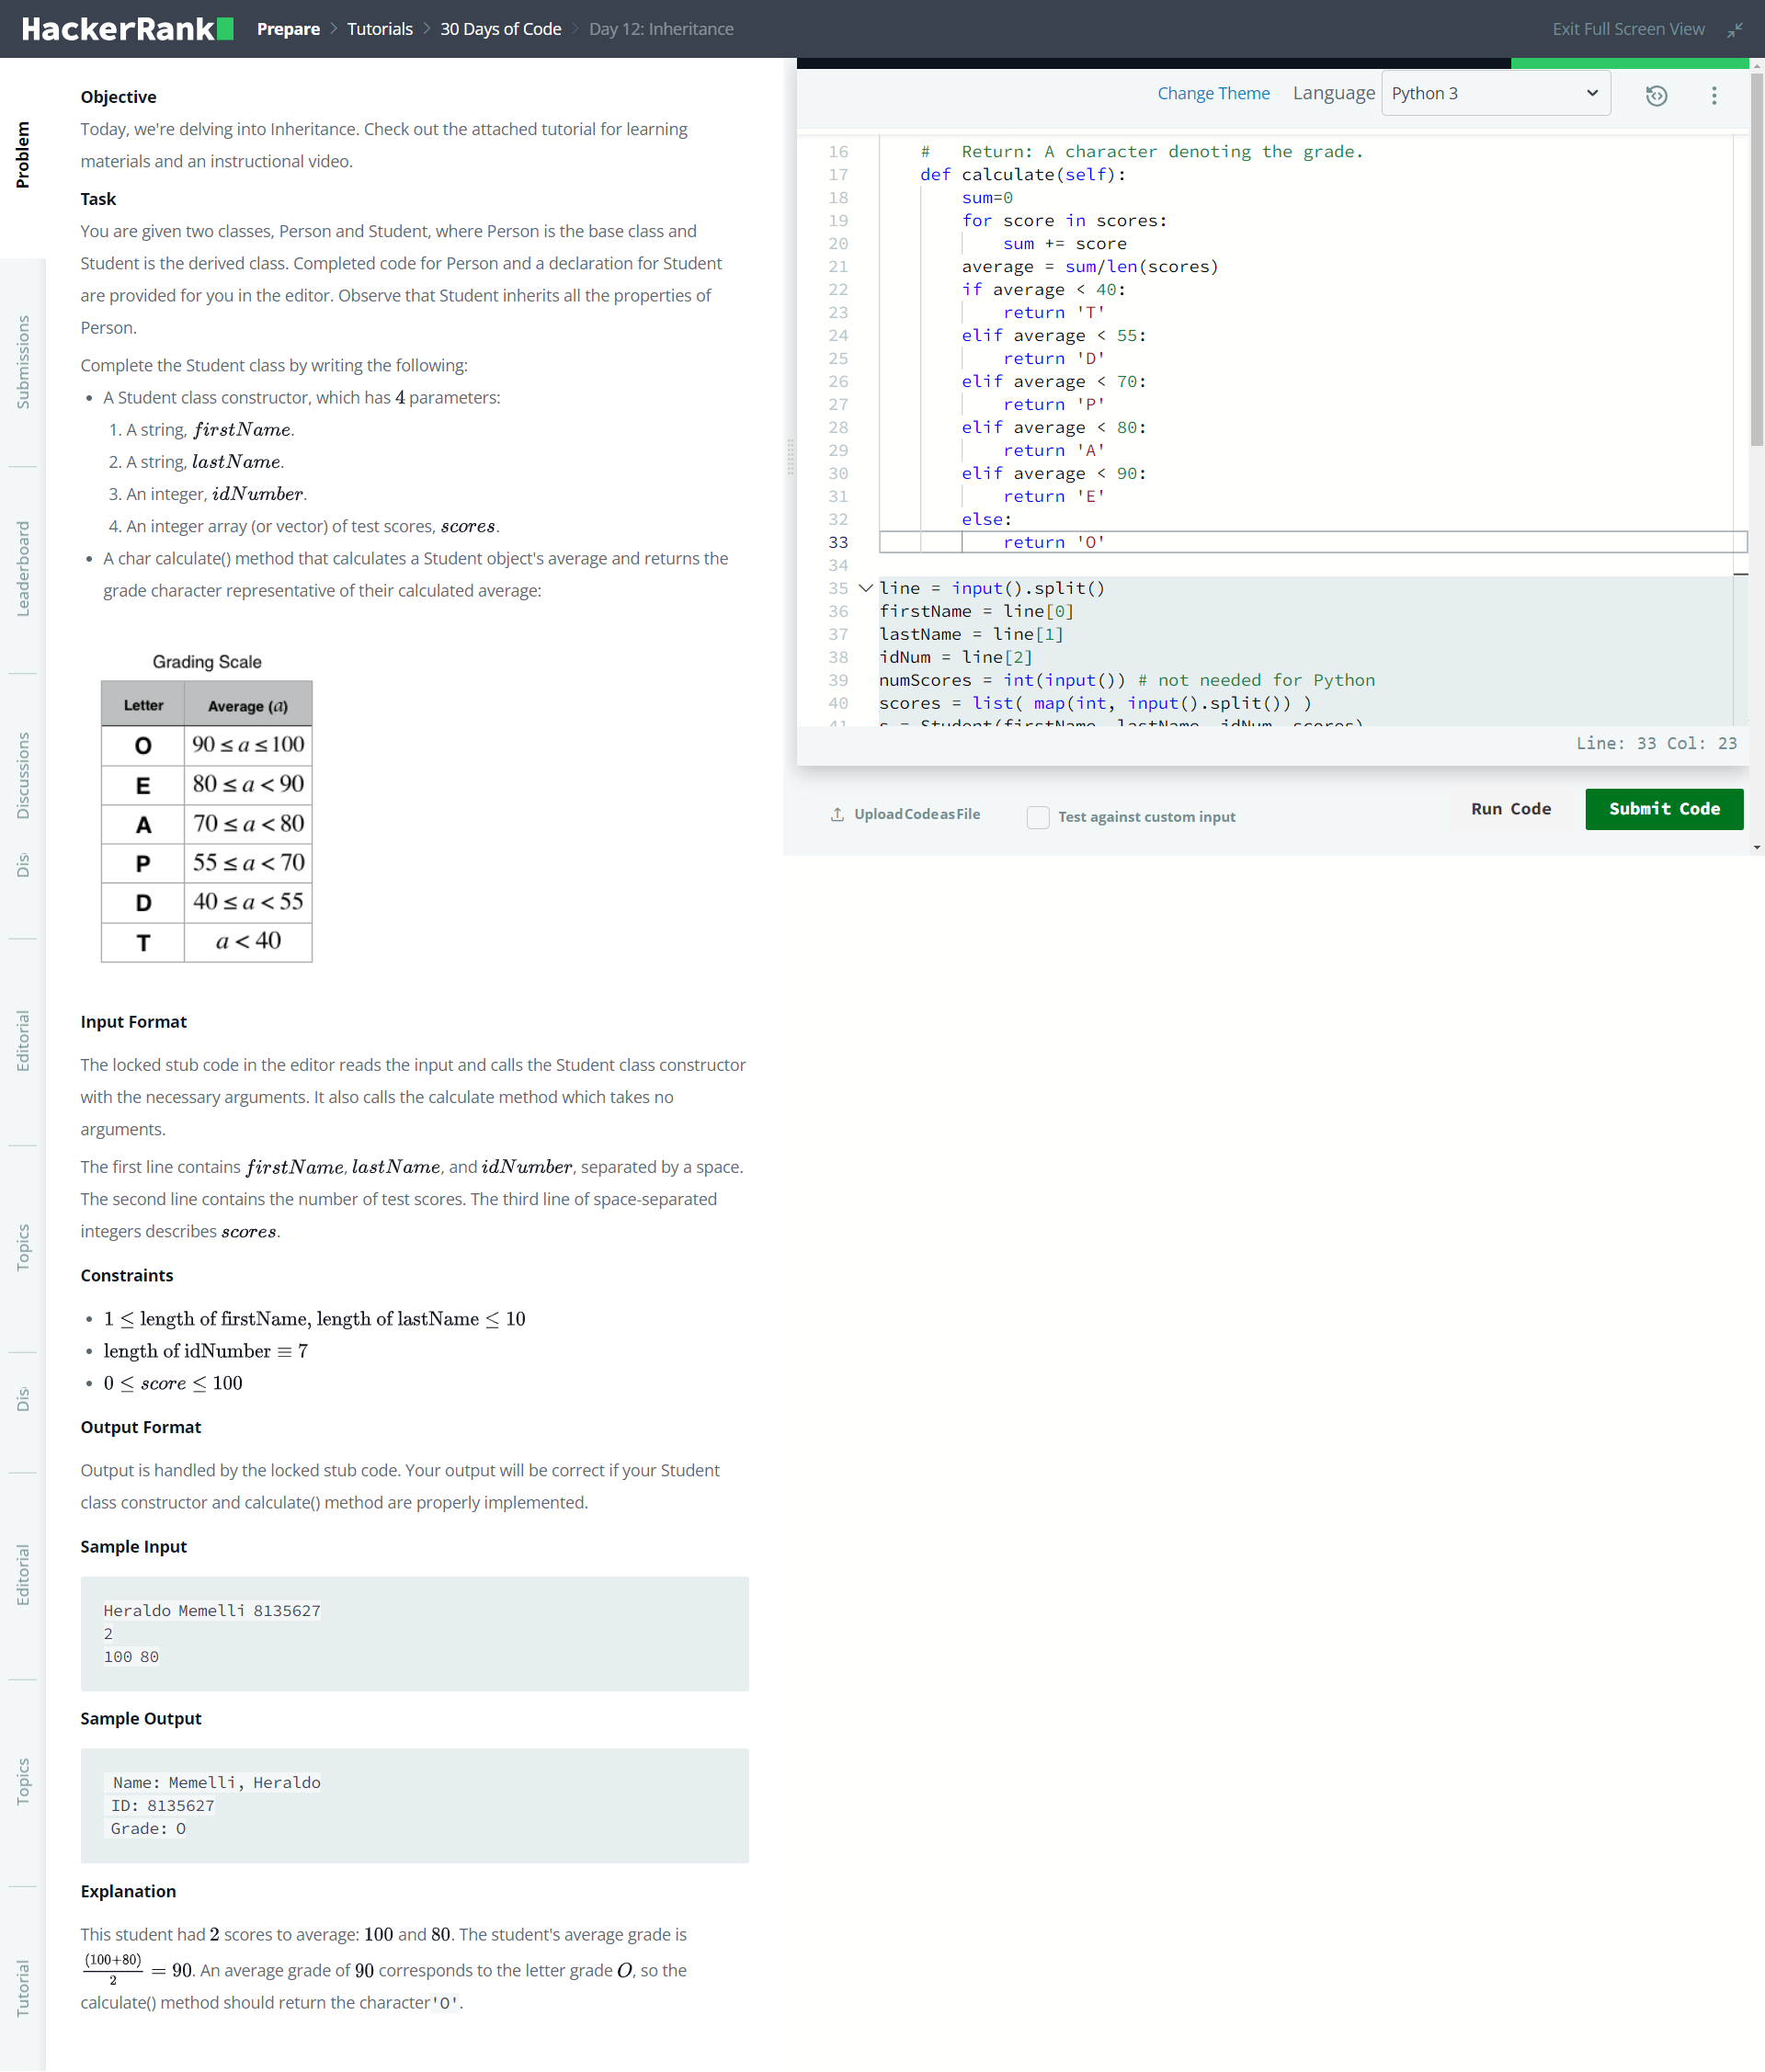 HackerRank Prepare > Tutorials > 30 Days of Code > Day 12: Inheritance Exit Full Screen View
Problem
Submissions
Leaderboard
Discussions
Dis
Editorial
Topics
Dis
Editorial
Topics
Tutorial
Objective
Today, we're delving into Inheritance. Check out the attached tutorial for learning
materials and an instructional video.
Task
You are given two classes, Person and Student, where Person is the base class and
Student is the derived class. Completed code for Person and a declaration for Student
are provided for you in the editor. Observe that Student inherits all the properties of
Person.
Complete the Student class by writing the following:
• A Student class constructor, which has 4 parameters:
1. A string, firstName.
2. A string, lastName.
3. An integer, idNumber.
4. An integer array (or vector) of test scores, scores.
• A char calculate() method that calculates a Student object's average and returns the
grade character representative of their calculated average:
Grading Scale
Letter Average (a)
O 90 ≤ a ≤ 100
E 80 ≤ a < 90
A 70 ≤ a < 80
P 55 ≤ a < 70
D 40 ≤ a < 55
T a < 40
Input Format
The locked stub code in the editor reads the input and calls the Student class constructor
with the necessary arguments. It also calls the calculate method which takes no
arguments.
The first line contains firstName, lastName, and idNumber, separated by a space.
The second line contains the number of test scores. The third line of space-separated
integers describes scores.
Constraints
• 1 ≤ length of firstName, length of lastName ≤ 10
• length of idNumber ≡ 7
• 0 ≤ score ≤ 100
Output Format
Output is handled by the locked stub code. Your output will be correct if your Student
class constructor and calculate() method are properly implemented.
Sample Input
Heraldo Memelli 8135627
2
100 80
Sample Output
Name: Memelli, Heraldo
ID: 8135627
Grade: O
Explanation
This student had 2 scores to average: 100 and 80. The student's average grade is
(100+80)/2 = 90. An average grade of 90 corresponds to the letter grade O, so the
calculate() method should return the character'O'.
Change Theme Language Python 3
16 # Return: A character denoting the grade.
17 def calculate(self):
18 sum=0
19 for score in scores:
20 sum += score
21 average = sum/len(scores)
22 if average < 40:
23 return 'T'
24 elif average < 55:
25 return 'D'
26 elif average < 70:
27 return 'P'
28 elif average < 80:
29 return 'A'
30 elif average < 90:
31 return 'E'
32 else:
33 return 'O'
34
35 line = input().split()
36 firstName = line[0]
37 lastName = line[1]
38 idNum = line[2]
39 numScores = int(input()) # not needed for Python
40 scores = list( map(int, input().split()) )
41 s = Student(firstName, lastName, idNum, scores)
Line: 33 Col: 23
Upload Code as File Test against custom input Run Code Submit Code